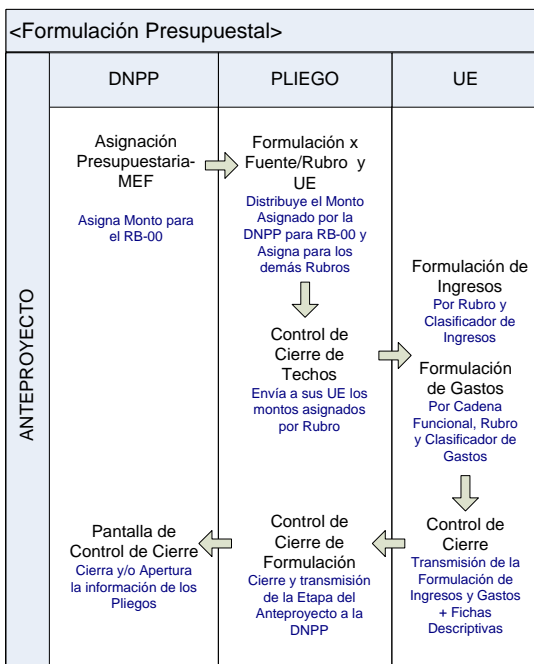 <Formulación Presupuestal>
DNPP
PLIEGO
UE
ANTEPROYECTO
Asignación
Presupuestaria-
MEF
Asigna Monto para
el RB-00
Formulación x
Fuente/Rubro y
UE
Distribuye el Monto
Asignado por la
DNPP para RB-00 y
Asigna para los
demás Rubros
Control de
Cierre de
Techos
Envía a sus UE los
montos asignados
por Rubro
Formulación de
Ingresos
Por Rubro y
Clasificador de
Ingresos
Formulación
de Gastos
Por Cadena
Funcional, Rubro
y Clasificador de
Gastos
Control de
Cierre
Transmisión de la
Formulación de
Ingresos y Gastos
+ Fichas
Descriptivas
Control de
Cierre de
Formulación
Cierre y transmisión
de la Etapa del
Anteproyecto a la
DNPP
Pantalla de
Control de Cierre
Cierra y/o Apertura
la información de los
Pliegos